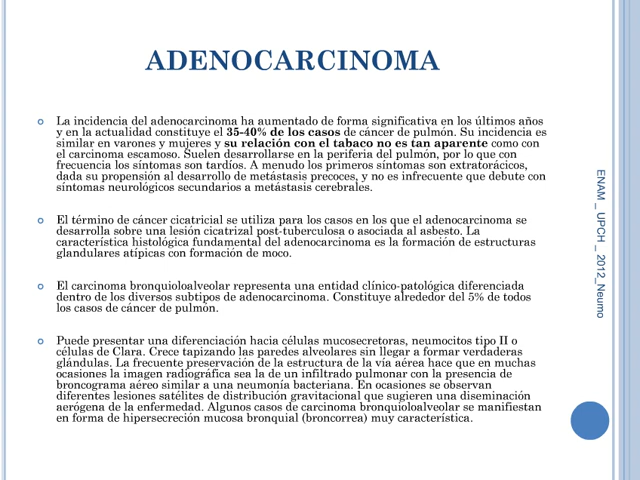 ADENOCARCINOMA
La incidencia del adenocarcinoma ha aumentado de forma significativa en los últimos años
y en la actualidad constituye el 35-40% de los casos de cáncer de pulmón. Su incidencia es
similar en varones y mujeres y su relación con el tabaco no es tan aparente como con
el carcinoma escamoso. Suelen desarrollarse en la periferia del pulmón, por lo que con
frecuencia los síntomas son tardíos. A menudo los primeros síntomas son extratorácicos,
dada su propensión al desarrollo de metástasis precoces, y no es infrecuente que debute con
síntomas neurológicos secundarios a metástasis cerebrales.
El término de cáncer cicatricial se utiliza para los casos en los que el adenocarcinoma se
desarrolla sobre una lesión cicatrizal post-tuberculosa o asociada al asbesto. La
característica histológica fundamental del adenocarcinoma es la formación de estructuras
glandulares atípicas con formación de moco.
El carcinoma bronquioloalveolar representa una entidad clínico-patológica diferenciada
dentro de los diversos subtipos de adenocarcinoma. Constituye alrededor del 5% de todos
los casos de cáncer de pulmón.
Puede presentar una diferenciación hacia células mucosecretoras, neumocitos tipo II o
células de Clara. Crece tapizando las paredes alveolares sin llegar a formar verdaderas
glándulas. La frecuente preservación de la estructura de la vía aérea hace que en muchas
ocasiones la imagen radiográfica sea la de un infiltrado pulmonar con la presencia de
broncograma aéreo similar a una neumonía bacteriana. En ocasiones se observan
diferentes lesiones satélites de distribución gravitacional que sugieren una diseminación
aerógena de la enfermedad. Algunos casos de carcinoma bronquioloalveolar se manifiestan
en forma de hipersecreción mucosa bronquial (broncorrea) muy característica.
ENAM _ UPCH _ 2012_Neumo